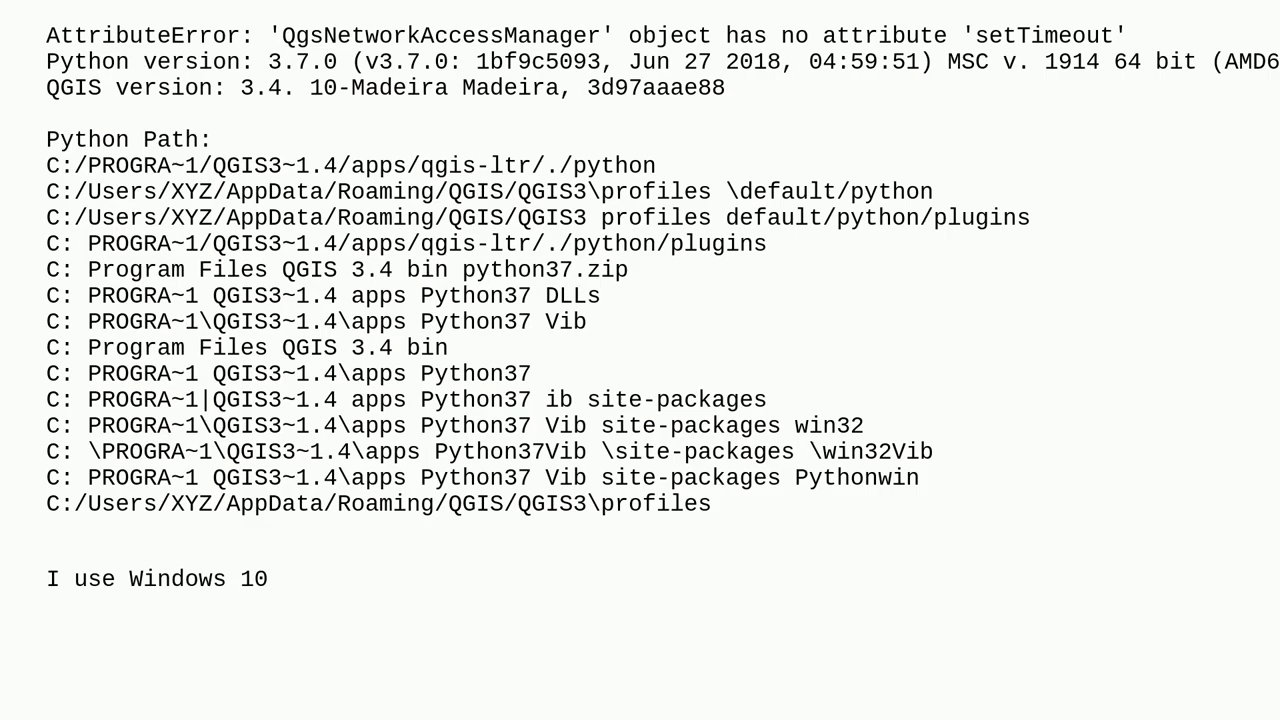 AttributeError: 'QgsNetworkAccessManager' object has no attribute 'setTimeout'
Python version: 3.7.0 (v3.7.0: 1bf9c5093, Jun 27 2018, 04:59:51) MSC v. 1914 64 bit (AMD6
QGIS version: 3.4. 10-Madeira Madeira, 3d97aaae88
Python Path:
C:/PROGRA~1/QGIS3~1.4/apps/qgis-ltr/./python
C:/Users/XYZ/AppData/Roaming/QGIS/QGIS3\profiles \default/python
C:/Users/XYZ/AppData/Roaming/QGIS/QGIS3 profiles default/python/plugins
C: PROGRA~1/QGIS3~1.4/apps/qgis-ltr/./python/plugins
C: Program Files QGIS 3.4 bin python37.zip
C: PROGRA~1 QGIS3~1.4 apps Python37 DLLs
C: PROGRA~1\QGIS3~1.4\apps Python37 Vib
C: Program Files QGIS 3.4 bin
C: PROGRA~1 QGIS3~1.4\apps Python37
C: PROGRA~1|QGIS3~1.4 apps Python37 ib site-packages
C: PROGRA~1\QGIS3~1.4\apps Python37 Vib site-packages win32
C: \PROGRA~1\QGIS3~1.4\apps Python37Vib \site-packages \win32Vib
C: PROGRA~1 QGIS3~1.4\apps Python37 Vib site-packages Pythonwin
C:/Users/XYZ/AppData/Roaming/QGIS/QGIS3\profiles
I use Windows 10